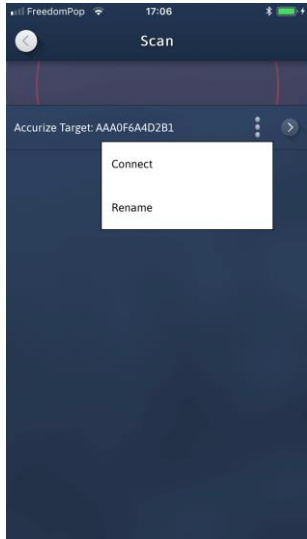 FreedomPop 17:06
Scan
Accurize Target: AAA0F6A4D2B1
Connect
Rename